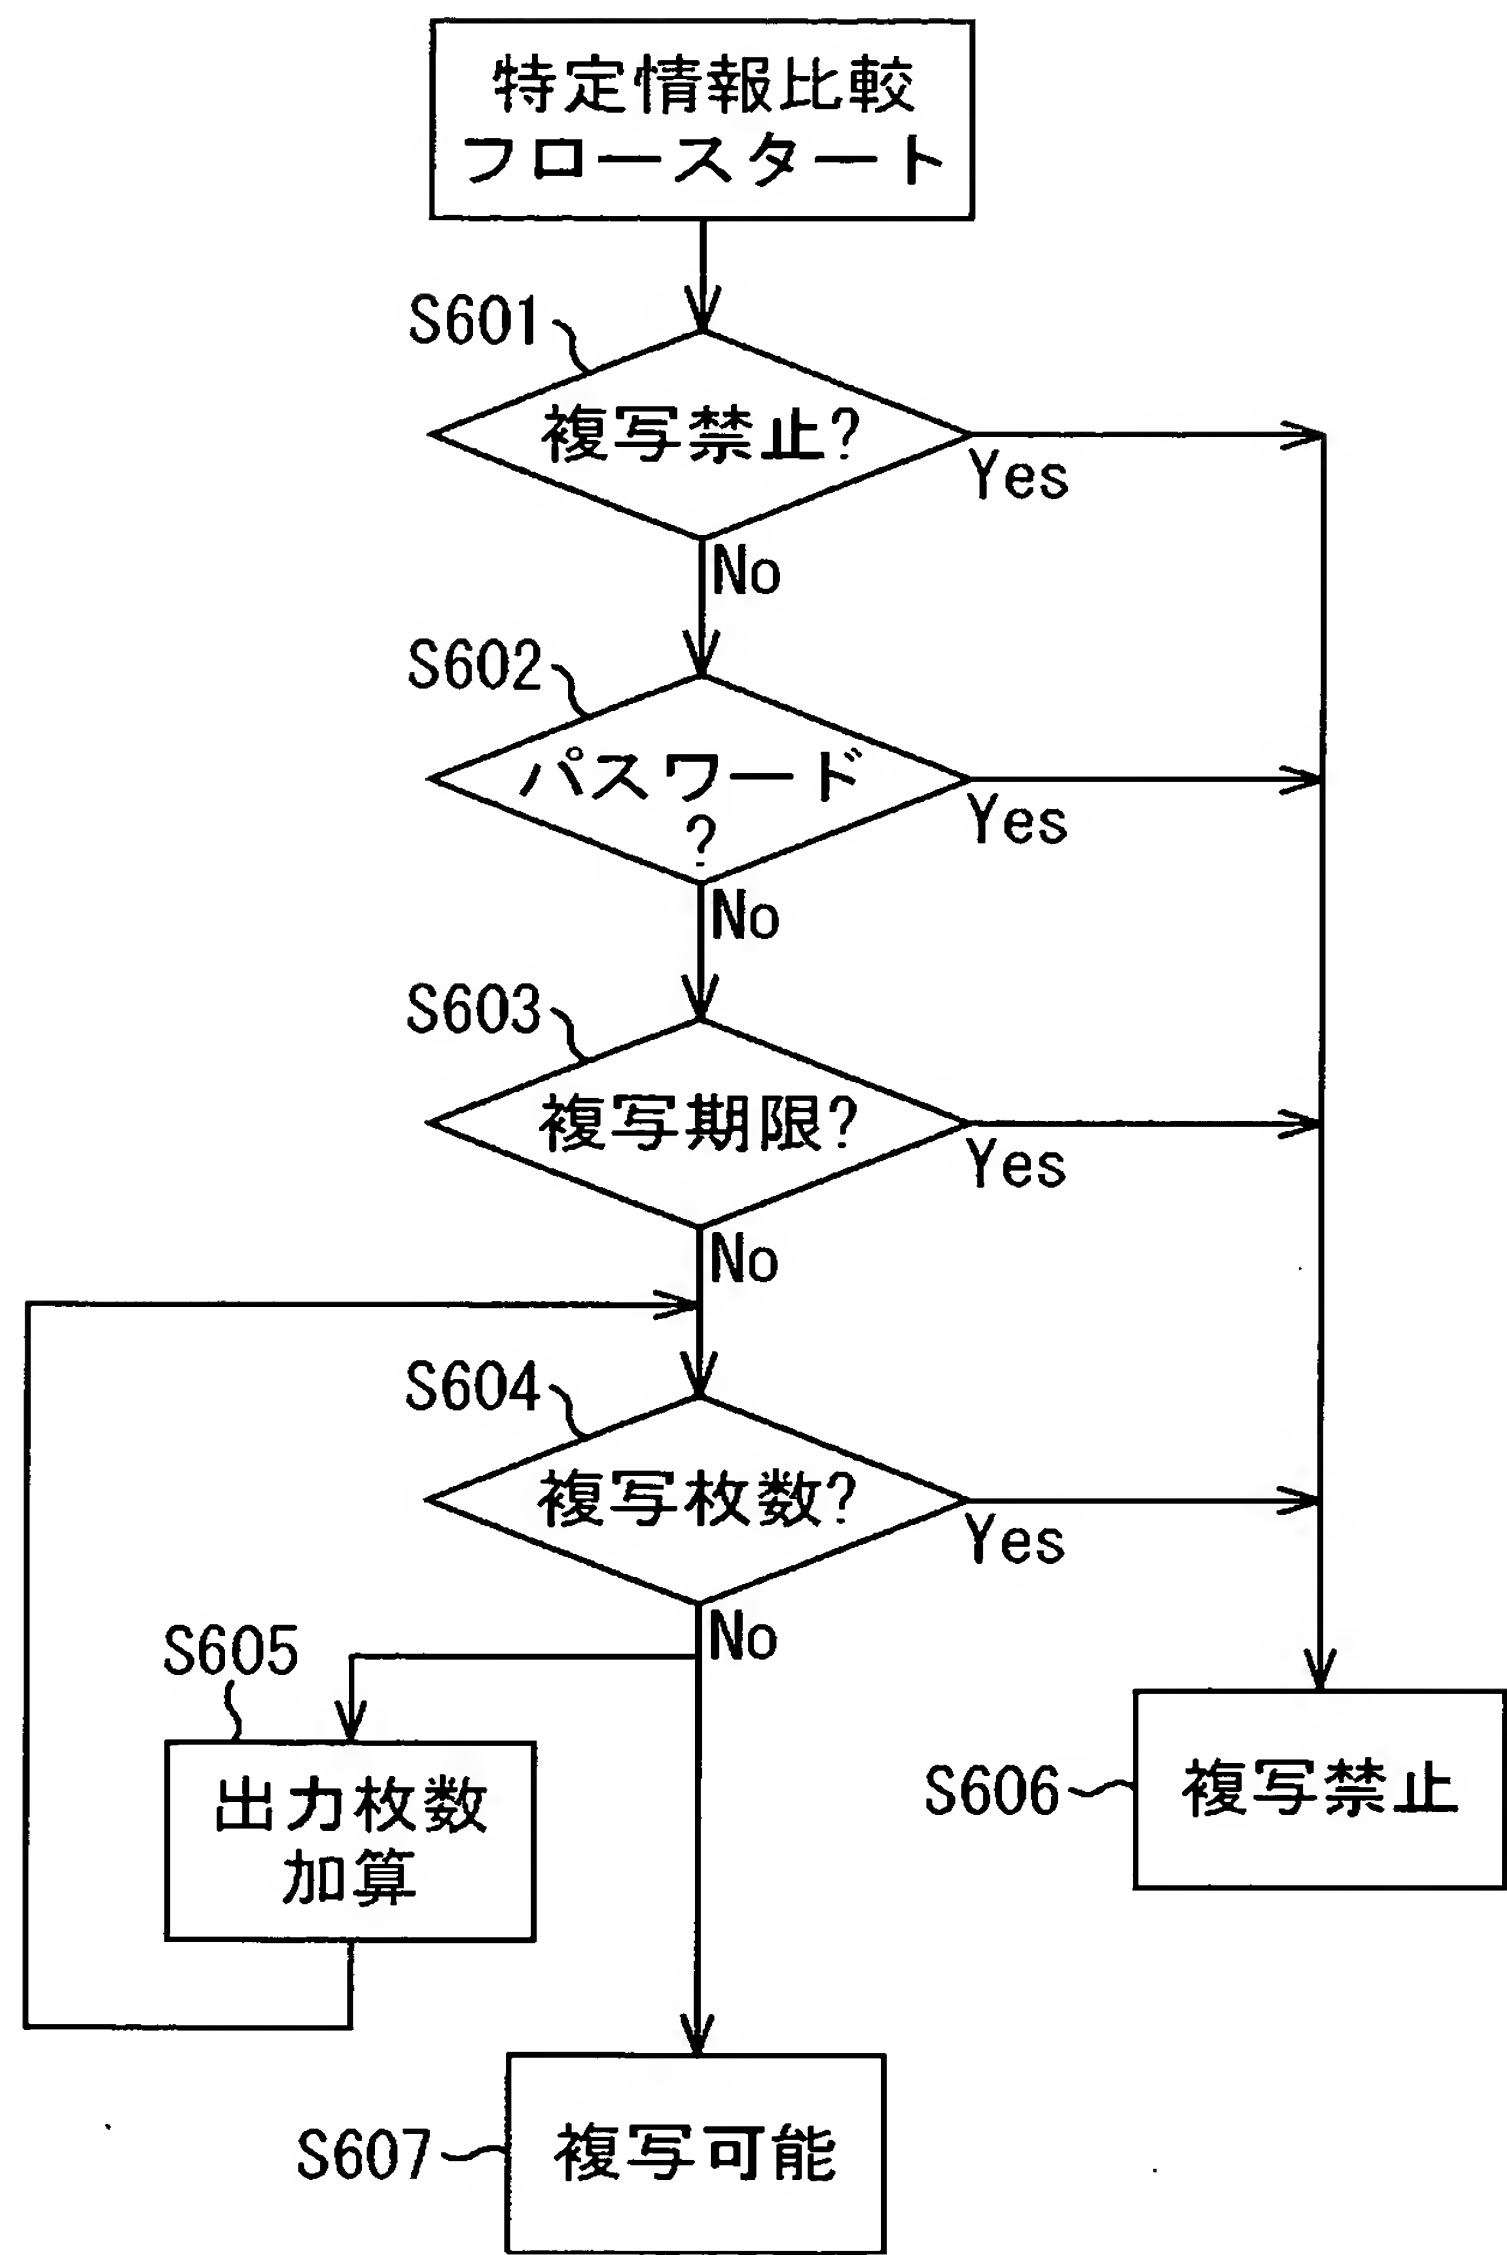 特定情報比較
フロースタート
S601
複写禁止?
Yes
No
S602
パスワード
?
Yes
No
S603
複写期限?
Yes
No
S604
複写枚数?
Yes
No
S605
出力枚数
加算
S606
複写禁止
S607
複写可能